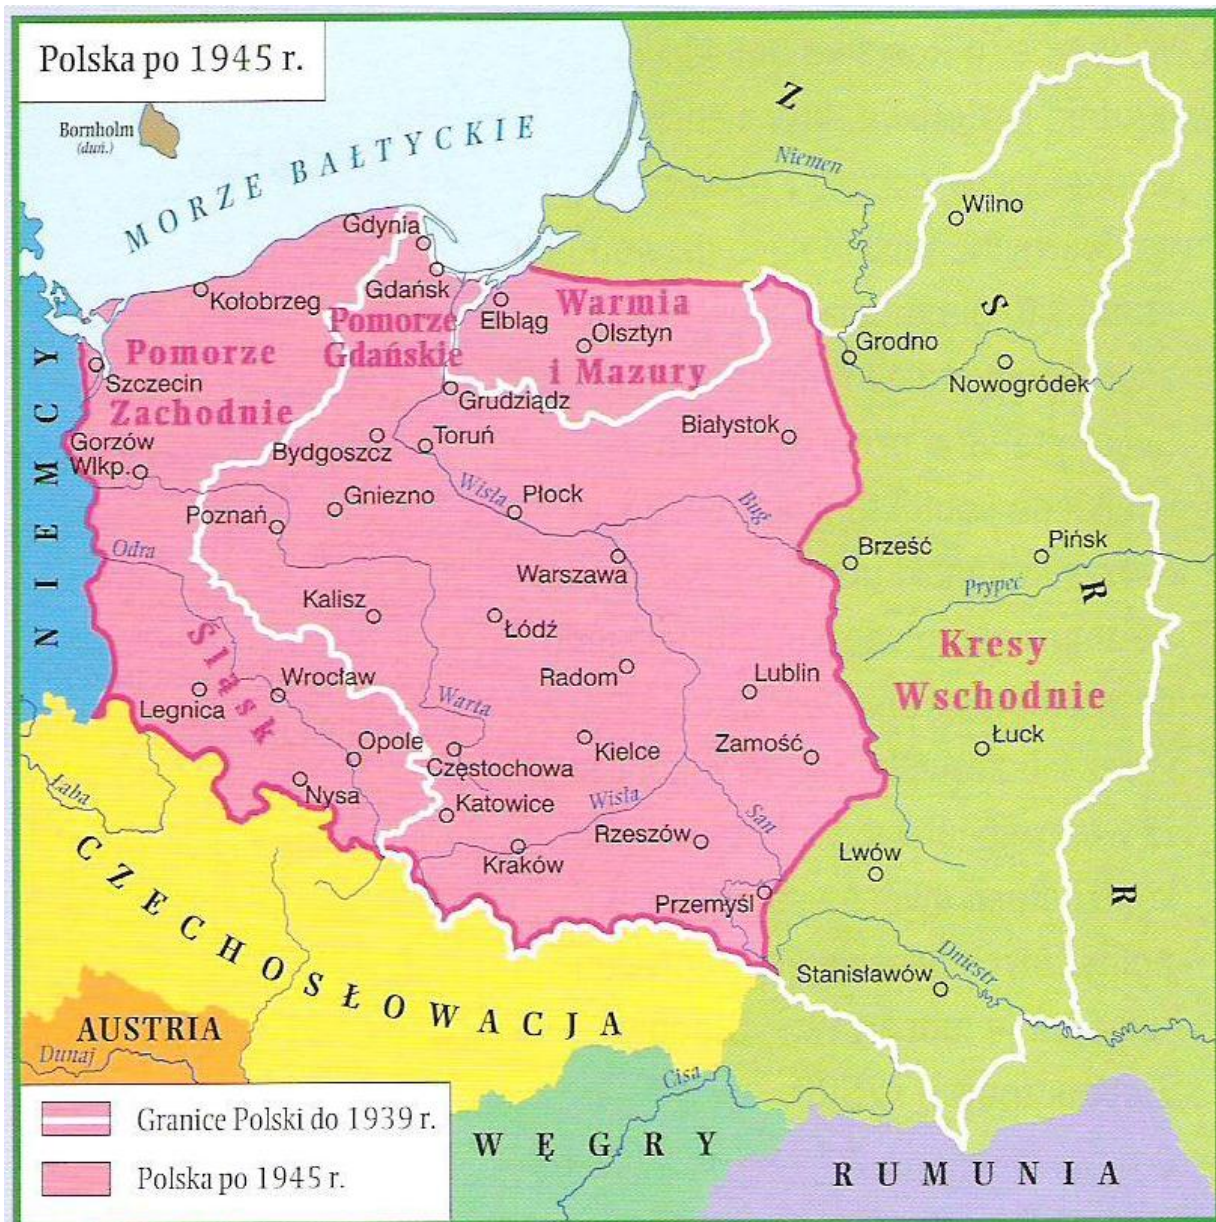 Polska po 1945 r.
Bornholm
(duń.)
MORZE BAŁTYCKIE
Z
S
R
R
Niemen
Wilno
Gdynia
Gdańsk
Kołobrzeg
Elbląg
Warmia
i Mazury
Olsztyn
Pomorze
Gdańskie
Pomorze
Zachodnie
Szczecin
Grodno
Nowogródek
NIEMCY
Grudziądz
Gorzów
Wlkp.
Bydgoszcz
Toruń
Białystok
Wisła
Płock
Bug
Gniezno
Poznań
Odra
Warszawa
Brześć
Pińsk
Prypeć
Kalisz
Łódź
Śląsk
Radom
Lublin
Kresy
Wschodnie
Wrocław
Legnica
Warta
Opole
Częstochowa
Kielce
Zamość
Łuck
Nysa
Katowice
Wisła
San
Łaba
Rzeszów
Kraków
Lwów
Przemyśl
CZECHOSŁOWACJA
Stanisławów
Dniestr
AUSTRIA
Dunaj
Cisa
WĘGRY
RUMUNIA
Granice Polski do 1939 r.
Polska po 1945 r.